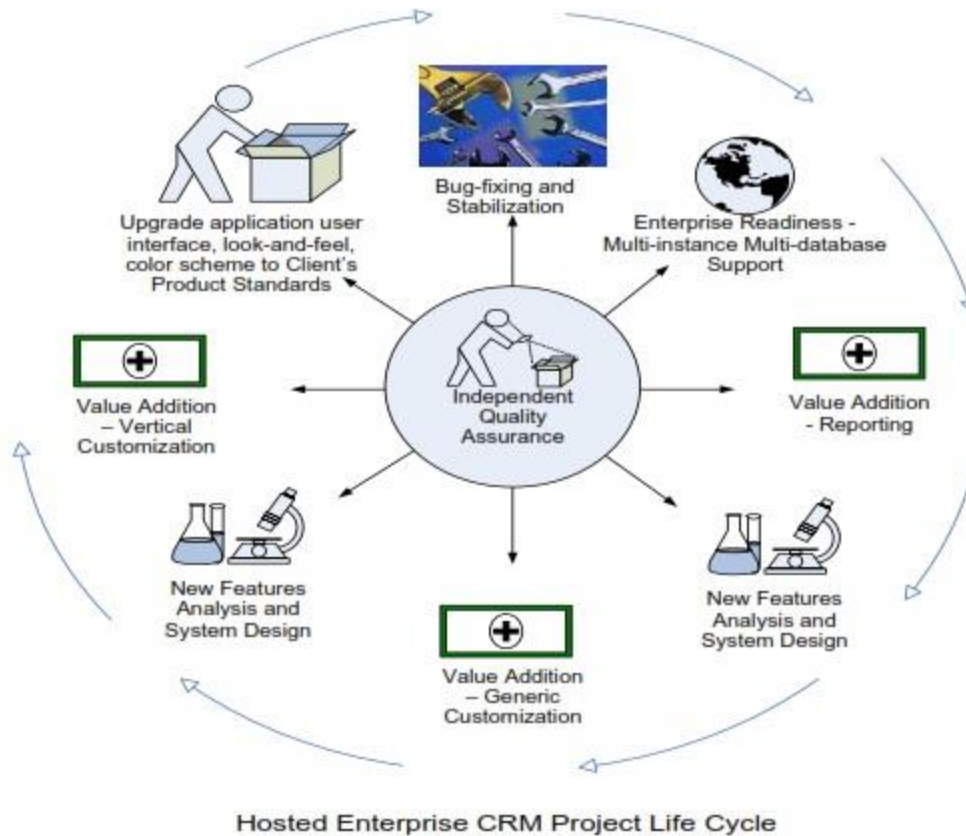 Bug-fixing and
Stabilization
Upgrade application user
interface, look-and-feel,
color scheme to Client's
Product Standards
Enterprise Readiness -
Multi-instance Multi-database
Support
Independent
Quality
Assurance
Value Addition
– Vertical
Customization
Value Addition
- Reporting
New Features
Analysis and
System Design
New Features
Analysis and
System Design
Value Addition
– Generic
Customization
Hosted Enterprise CRM Project Life Cycle